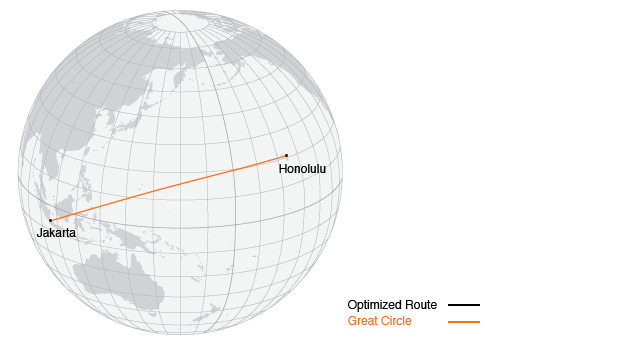 Honolulu
Jakarta
Optimized Route
Great Circle